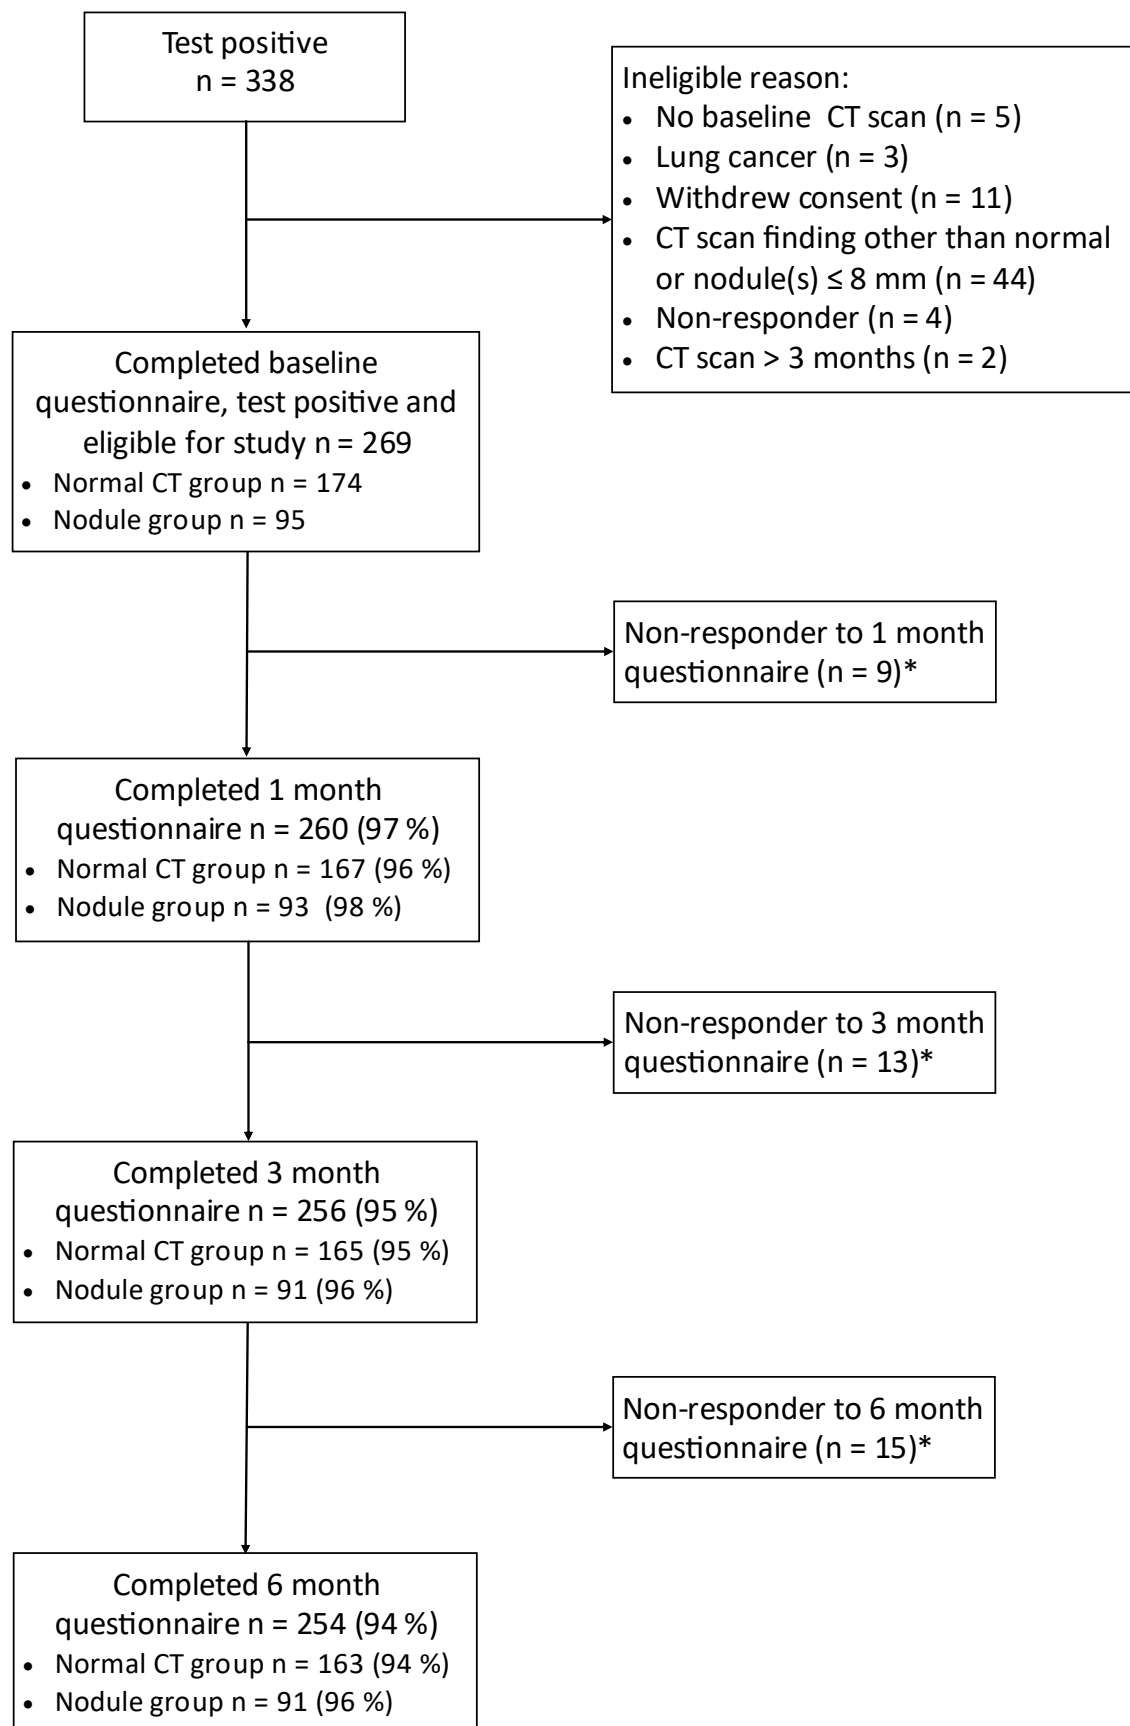 Test positive
n = 338
Ineligible reason:
• No baseline CT scan (n = 5)
• Lung cancer (n = 3)
• Withdrew consent (n = 11)
• CT scan finding other than normal
or nodule(s) ≤ 8 mm (n = 44)
• Non-responder (n = 4)
• CT scan > 3 months (n = 2)
Completed baseline
questionnaire, test positive and
eligible for study n = 269
• Normal CT group n = 174
• Nodule group n = 95
Non-responder to 1 month
questionnaire (n = 9)*
Completed 1 month
questionnaire n = 260 (97 %)
• Normal CT group n = 167 (96 %)
• Nodule group n = 93 (98 %)
Non-responder to 3 month
questionnaire (n = 13)*
Completed 3 month
questionnaire n = 256 (95 %)
• Normal CT group n = 165 (95 %)
• Nodule group n = 91 (96 %)
Non-responder to 6 month
questionnaire (n = 15)*
Completed 6 month
questionnaire n = 254 (94 %)
• Normal CT group n = 163 (94 %)
• Nodule group n = 91 (96 %)